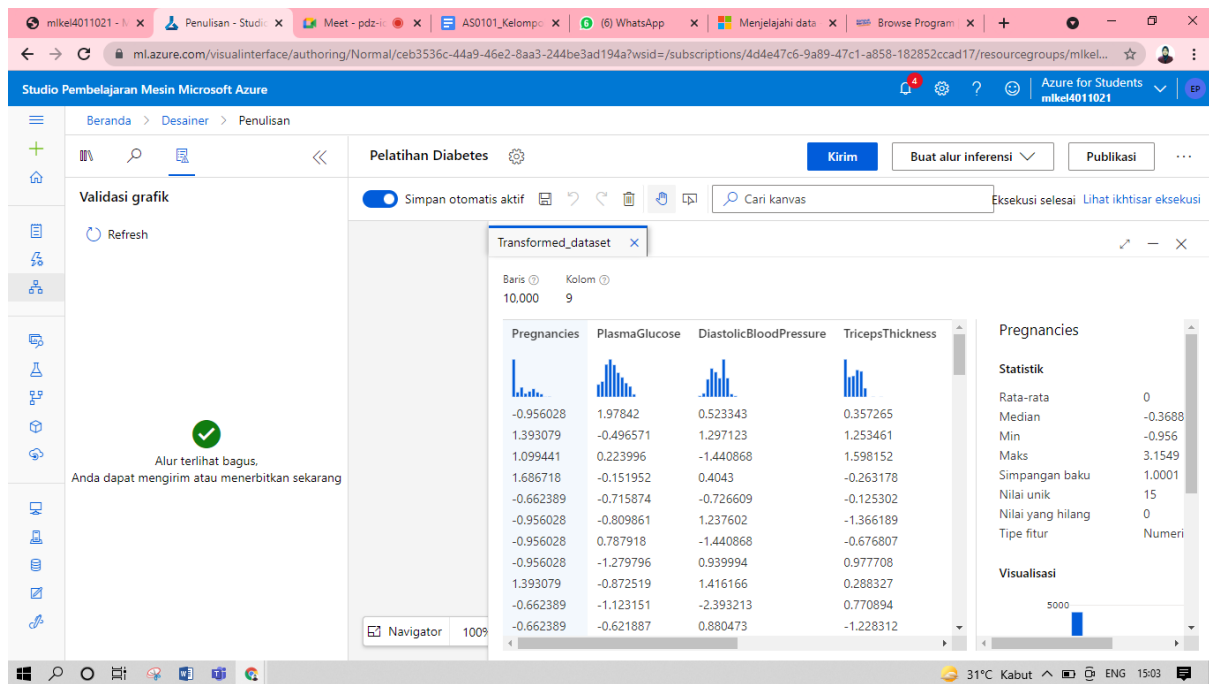 mlkel4011021 - M
Penulisan - Studio
Meet - pdz-ic
AS0101_Kelompo
(6) WhatsApp
Menjelajahi data
Browse Program
ml.azure.com/visualinterface/authoring/Normal/ceb3536c-44a9-46e2-8aa3-244be3ad194a?wsid=/subscriptions/4d4e47c6-9a89-47c1-a858-182852ccad17/resourcegroups/mlkel...
Studio Pembelajaran Mesin Microsoft Azure
4
Azure for Students
mlkel4011021
EP
Beranda > Desainer > Penulisan
Pelatihan Diabetes
Kirim
Buat alur inferensi
Publikasi
Validasi grafik
Simpan otomatis aktif
Cari kanvas
Eksekusi selesai
Lihat ikhtisar eksekusi
Refresh
Transformed_dataset
Baris Kolom
10,000 9
Pregnancies PlasmaGlucose DiastolicBloodPressure TricepsThickness
-0.956028 1.97842 0.523343 0.357265
1.393079 -0.496571 1.297123 1.253461
1.099441 0.223996 -1.440868 1.598152
1.686718 -0.151952 0.4043 -0.263178
-0.662389 -0.715874 -0.726609 -0.125302
-0.956028 -0.809861 1.237602 -1.366189
-0.956028 0.787918 -1.440868 -0.676807
-0.956028 -1.279796 0.939994 0.977708
1.393079 -0.872519 1.416166 0.288327
-0.662389 -1.123151 -2.393213 0.770894
-0.662389 -0.621887 0.880473 -1.228312
Pregnancies
Statistik
Rata-rata 0
Median -0.3688
Min -0.956
Maks 3.1549
Simpangan baku 1.0001
Nilai unik 15
Nilai yang hilang 0
Tipe fitur Numeri
Visualisasi
5000
Alur terlihat bagus,
Anda dapat mengirim atau menerbitkan sekarang
Navigator 100%
31°C Kabut ENG 15:03